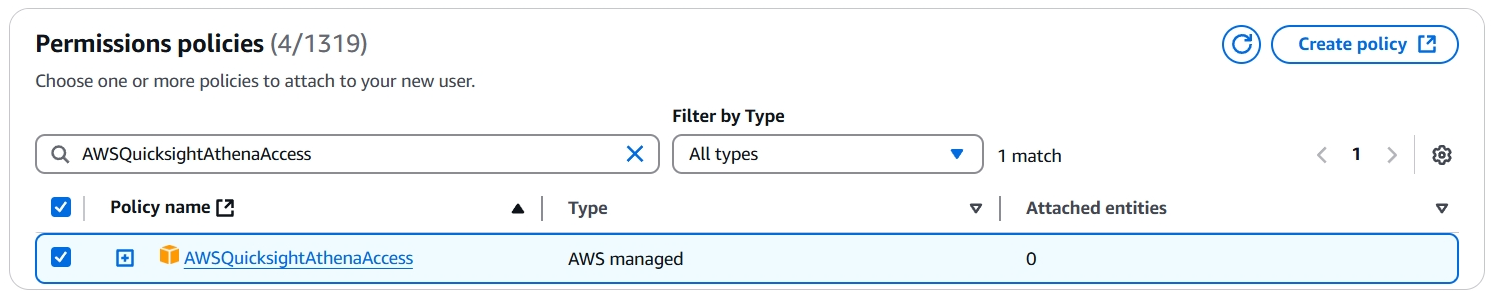 Permissions policies (4/1319)
Create policy
Choose one or more policies to attach to your new user.
Filter by Type
AWSQuicksightAthenaAccess
All types
1 match
1
Policy name
Type
Attached entities
AWSQuicksightAthenaAccess
AWS managed
0